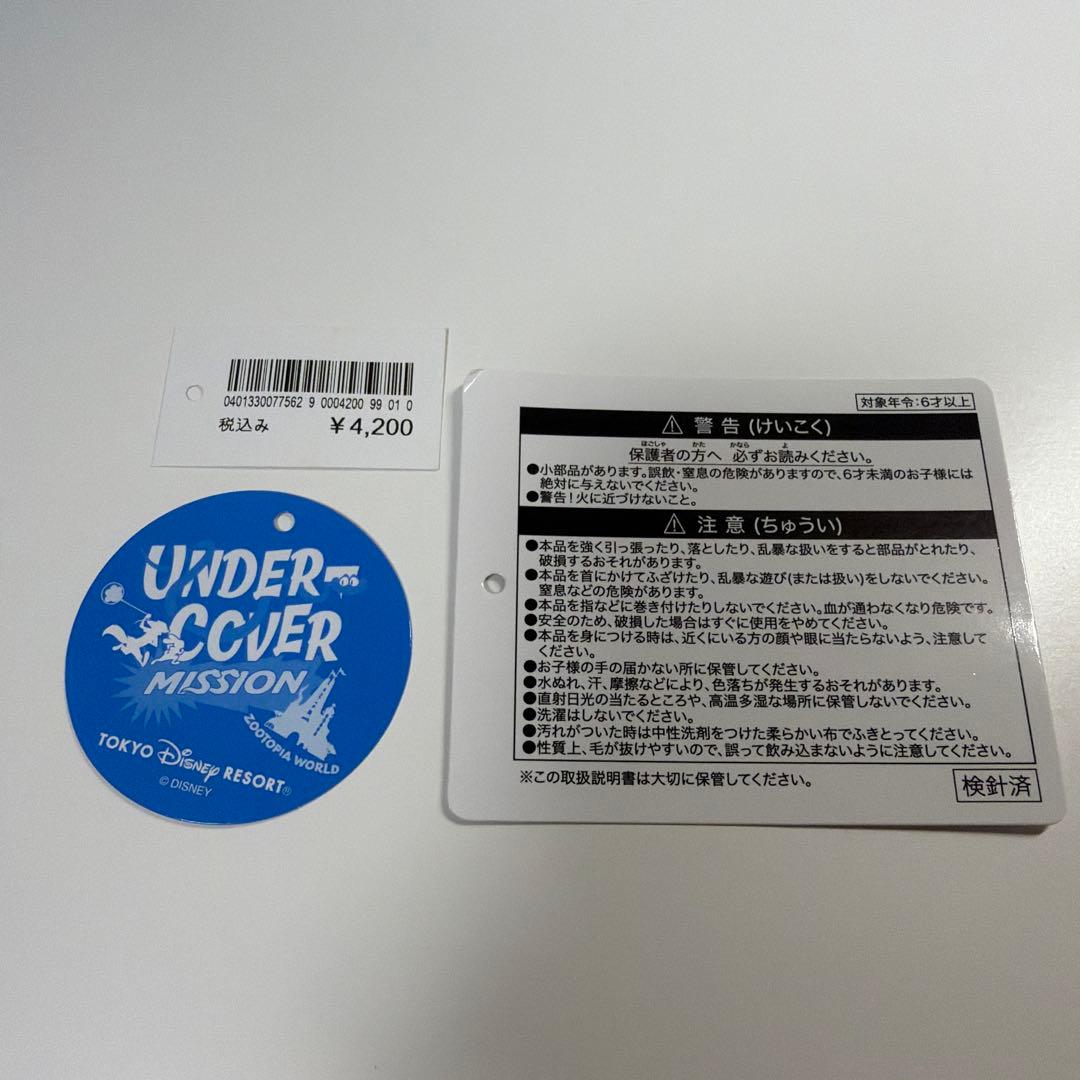 0401330077562 9 0004200 99 01 0
税込み ￥4,200
UNDER
COVER
MISSION
ZOOTOPIA WORLD
TOKYO Disney RESORT®
© DISNEY
対象年令:6才以上
⚠ 警告(けいこく)
ほごしゃ かた かなら よ
保護者の方へ 必ずお読みください。
●小部品があります。誤飲・窒息の危険がありますので、6才未満のお子様には
絶対に与えないでください。
●警告!火に近づけないこと。
⚠ 注意(ちゅうい)
●本品を強く引っ張ったり、落としたり、乱暴な扱いをすると部品がとれたり、
破損するおそれがあります。
●本品を首にかけてふざけたり、乱暴な遊び(または扱い)をしないでください。
窒息などの危険があります。
●本品を指などに巻き付けたりしないでください。血が通わなくなり危険です。
●安全のため、破損した場合はすぐに使用をやめてください。
●本品を身につける時は、近くにいる方の顔や眼に当たらないよう、注意して
ください。
●お子様の手の届かない所に保管してください。
●水ぬれ、汗、摩擦などにより、色落ちが発生するおそれがあります。
●直射日光の当たるところや、高温多湿な場所に保管しないでください。
●洗濯はしないでください。
●汚れがついた時は中性洗剤をつけた柔らかい布でふきとってください。
●性質上、毛が抜けやすいので、誤って飲み込まないように注意してください。
※この取扱説明書は大切に保管してください。
検針済